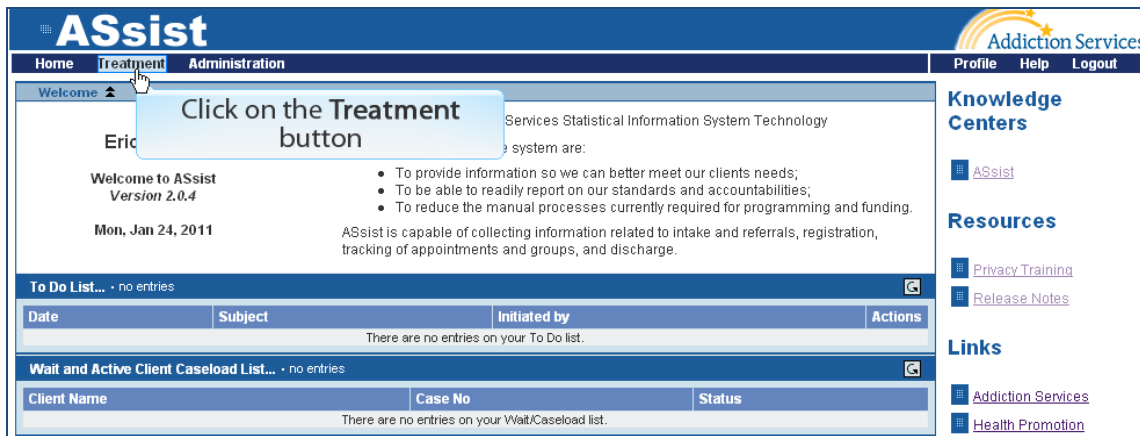 ASsist
Addiction Services
Home Treatment Administration
Profile Help Logout
Welcome
Click on the Treatment
button
Services Statistical Information System Technology
Eric
system are:
Welcome to ASsist
Version 2.0.4
Mon, Jan 24, 2011
• To provide information so we can better meet our clients needs;
• To be able to readily report on our standards and accountabilities;
• To reduce the manual processes currently required for programming and funding.
ASsist is capable of collecting information related to intake and referrals, registration,
tracking of appointments and groups, and discharge.
To Do List... • no entries
Date Subject Initiated by Actions
There are no entries on your To Do list.
Wait and Active Client Caseload List... • no entries
Client Name Case No Status
There are no entries on your Wait/Caseload list.
Knowledge
Centers
ASsist
Resources
Privacy Training
Release Notes
Links
Addiction Services
Health Promotion